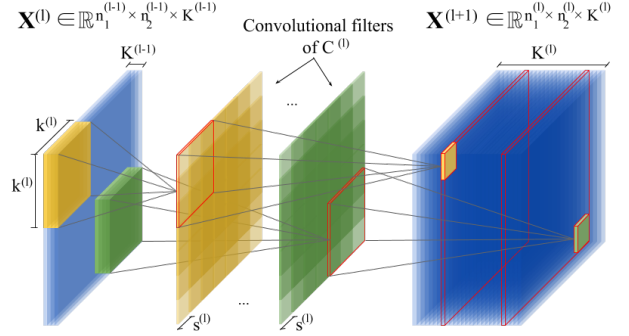 X^(l) ∈ ℝ^n_1^(l-1) × n_2^(l-1) × K^(l-1)
Convolutional filters
of C^(l)
X^(l+1) ∈ ℝ^n_1^(l) × n_2^(l) × K^(l)
K^(l-1)
K^(l)
k^(l)
...
k^(l)
...
s^(l)
s^(l)